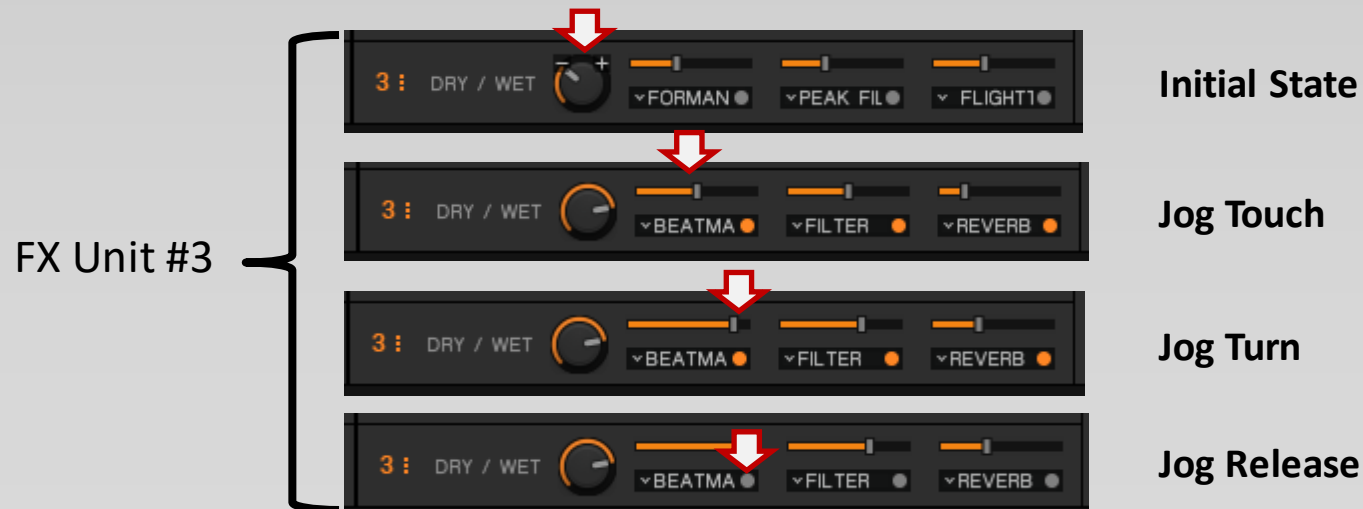 3 DRY / WET − + FORMAN PEAK FIL FLIGHT1 Initial State
3 DRY / WET BEATMA FILTER REVERB Jog Touch
FX Unit #3
3 DRY / WET BEATMA FILTER REVERB Jog Turn
3 DRY / WET BEATMA FILTER REVERB Jog Release